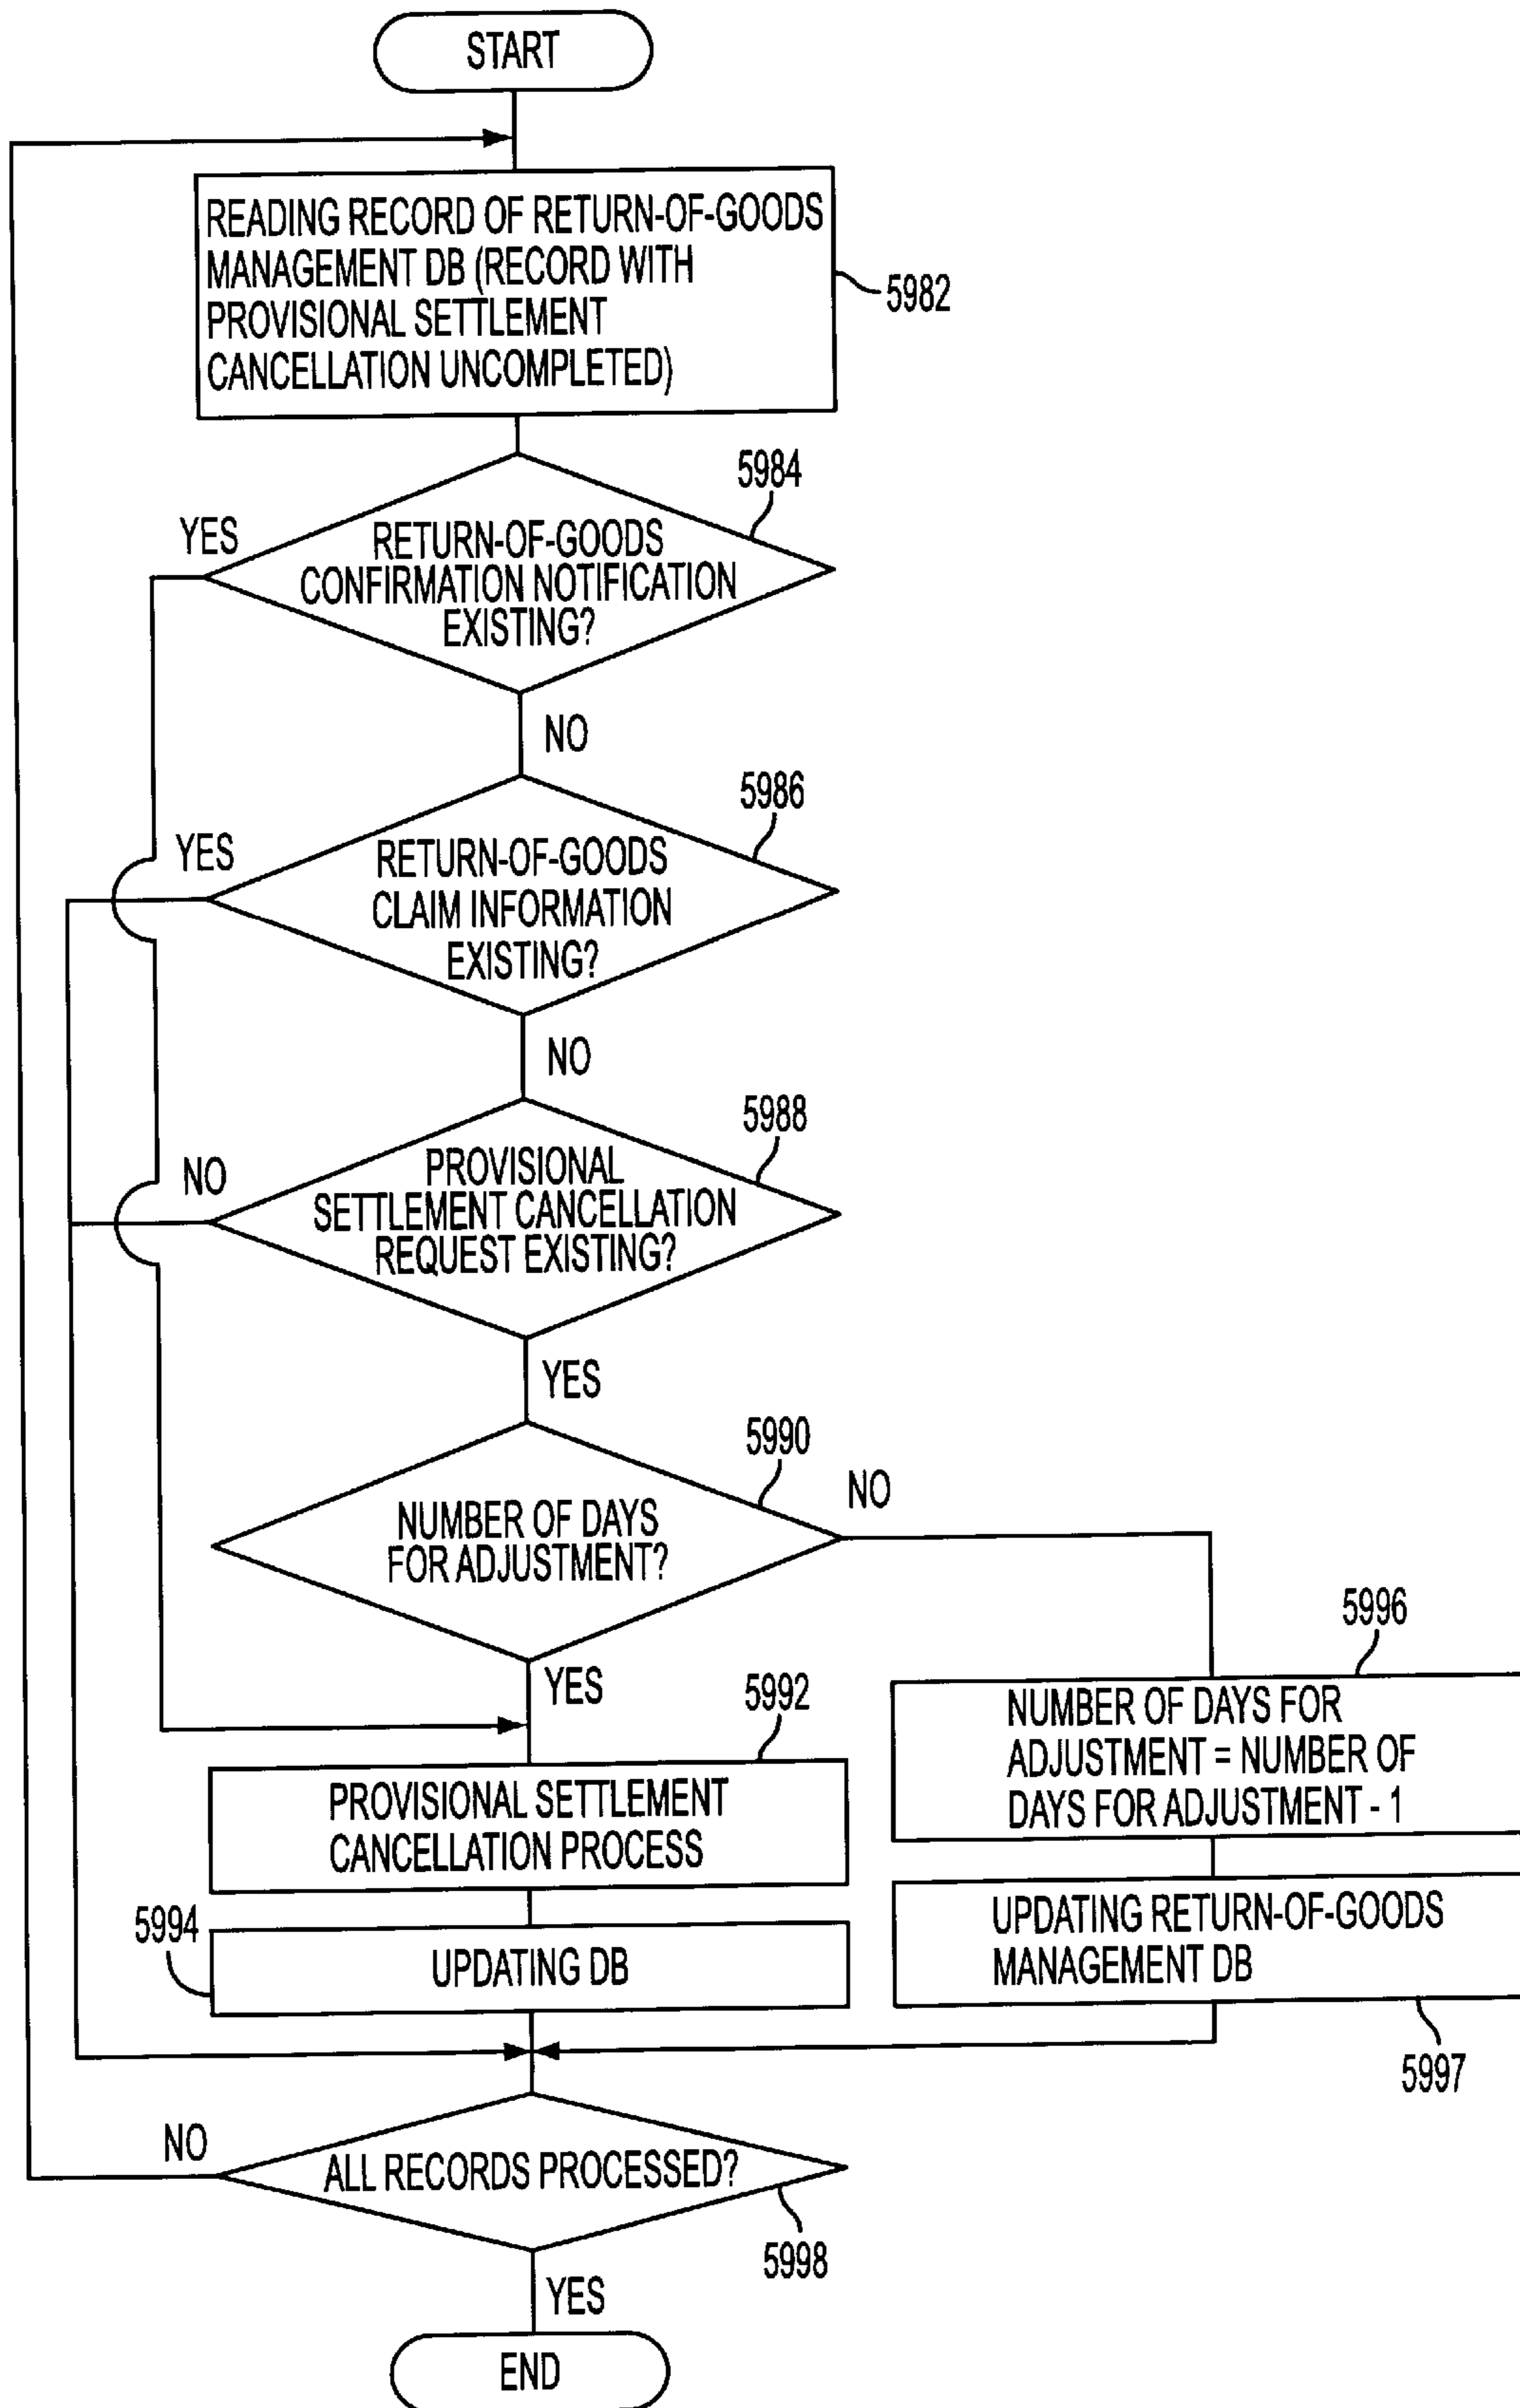 START
READING RECORD OF RETURN-OF-GOODS
MANAGEMENT DB (RECORD WITH
PROVISIONAL SETTLEMENT
CANCELLATION UNCOMPLETED)
5982
5984
YES
RETURN-OF-GOODS
CONFIRMATION NOTIFICATION
EXISTING?
NO
5986
YES
RETURN-OF-GOODS
CLAIM INFORMATION
EXISTING?
NO
5988
NO
PROVISIONAL
SETTLEMENT CANCELLATION
REQUEST EXISTING?
YES
5990
NO
NUMBER OF DAYS
FOR ADJUSTMENT?
YES
5996
NUMBER OF DAYS FOR
ADJUSTMENT = NUMBER OF
DAYS FOR ADJUSTMENT - 1
5992
PROVISIONAL SETTLEMENT
CANCELLATION PROCESS
5994
UPDATING DB
UPDATING RETURN-OF-GOODS
MANAGEMENT DB
5997
NO
ALL RECORDS PROCESSED?
5998
YES
END